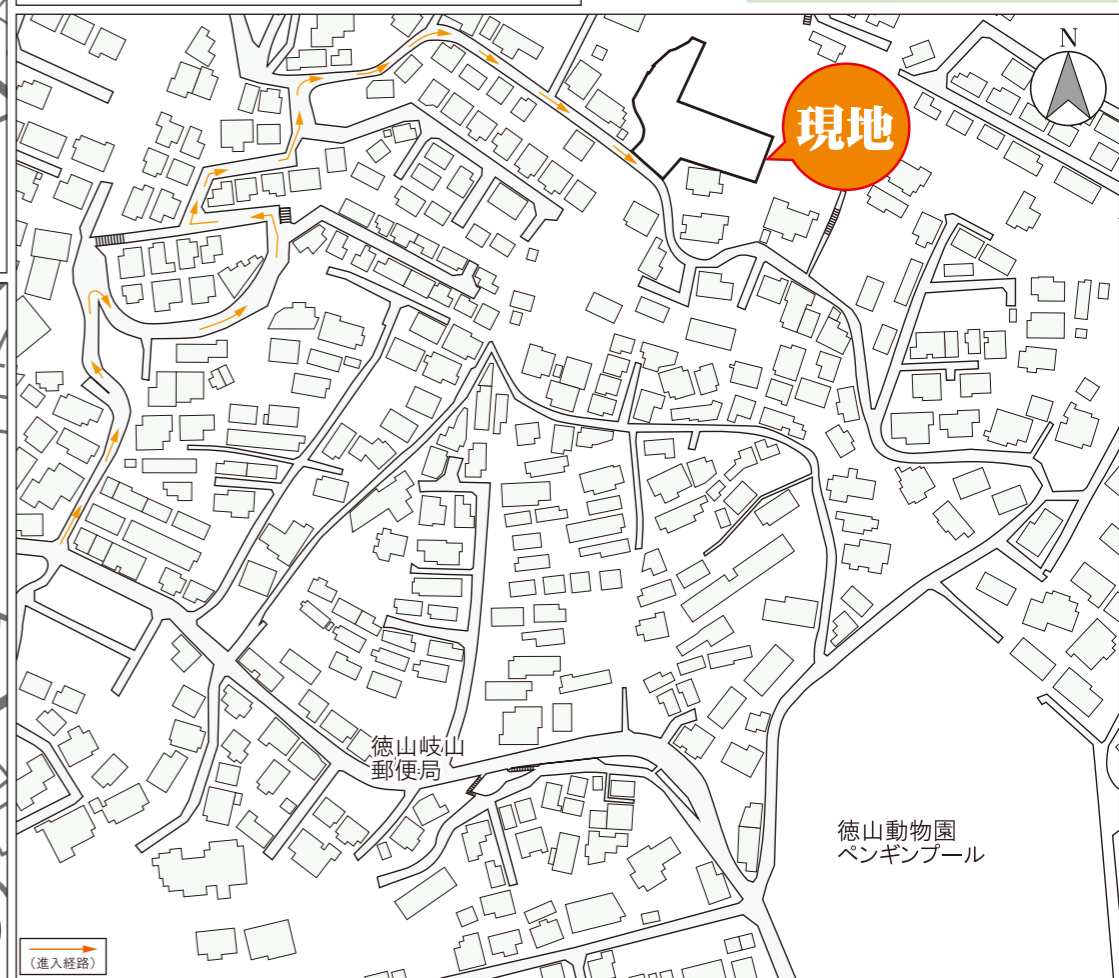 N
現地
徳山岐山
郵便局
徳山動物園
ペンギンプール
（進入経路）